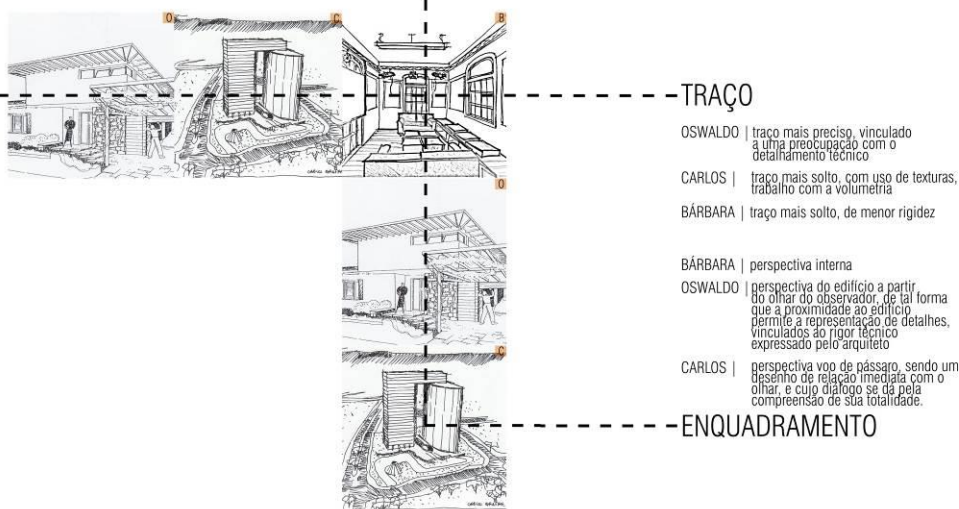 O
C
B
TRAÇO
OSWALDO | traço mais preciso, vinculado
a uma preocupação com o
detalhamento técnico
CARLOS | traço mais solto, com uso de texturas,
trabalho com a volumetria
BÁRBARA | traço mais solto, de menor rigidez
O
BÁRBARA | perspectiva interna
OSWALDO | perspectiva do edifício a partir
do olhar do observador, de tal forma
que a proximidade ao edifício
permite a representação de detalhes,
vinculados ao rigor técnico
expressado pelo arquiteto
C
CARLOS | perspectiva voo de pássaro, sendo um
desenho de relação imediata com o
olhar, e cujo diálogo se dá pela
compreensão de sua totalidade.
ENQUADRAMENTO